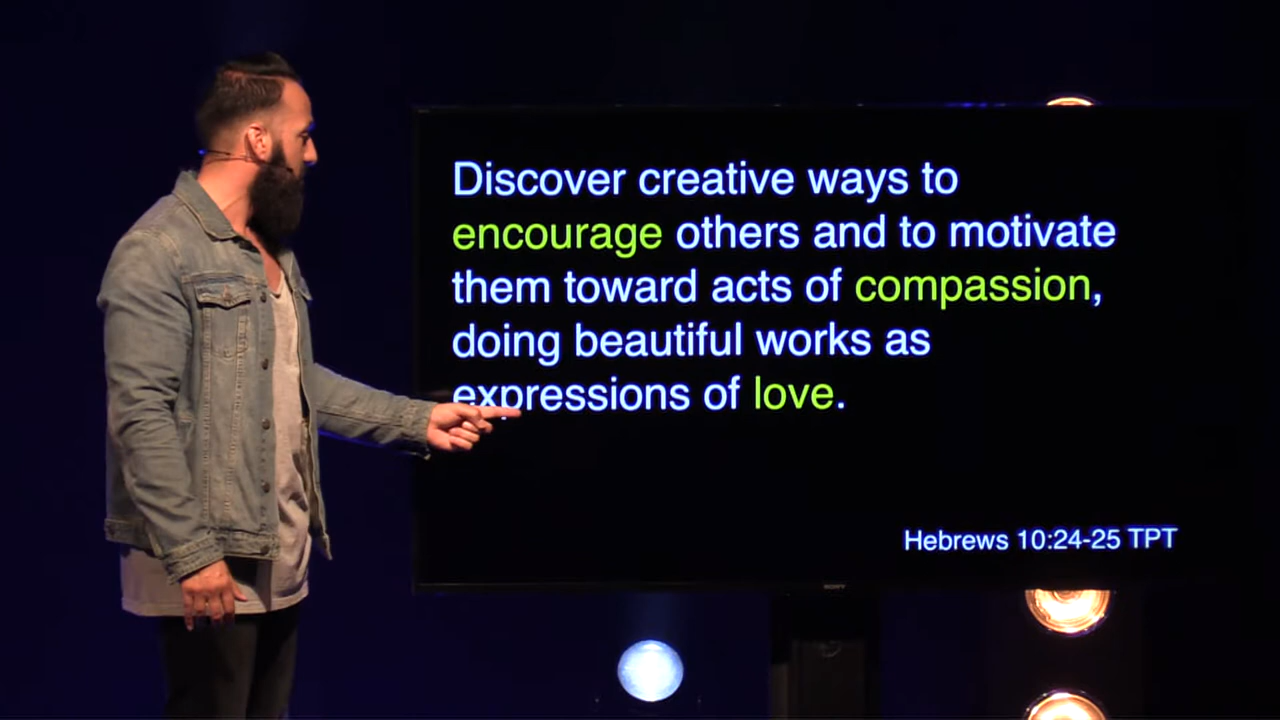 Discover creative ways to
encourage others and to motivate
them toward acts of compassion,
doing beautiful works as
expressions of love.
Hebrews 10:24-25 TPT
SONY